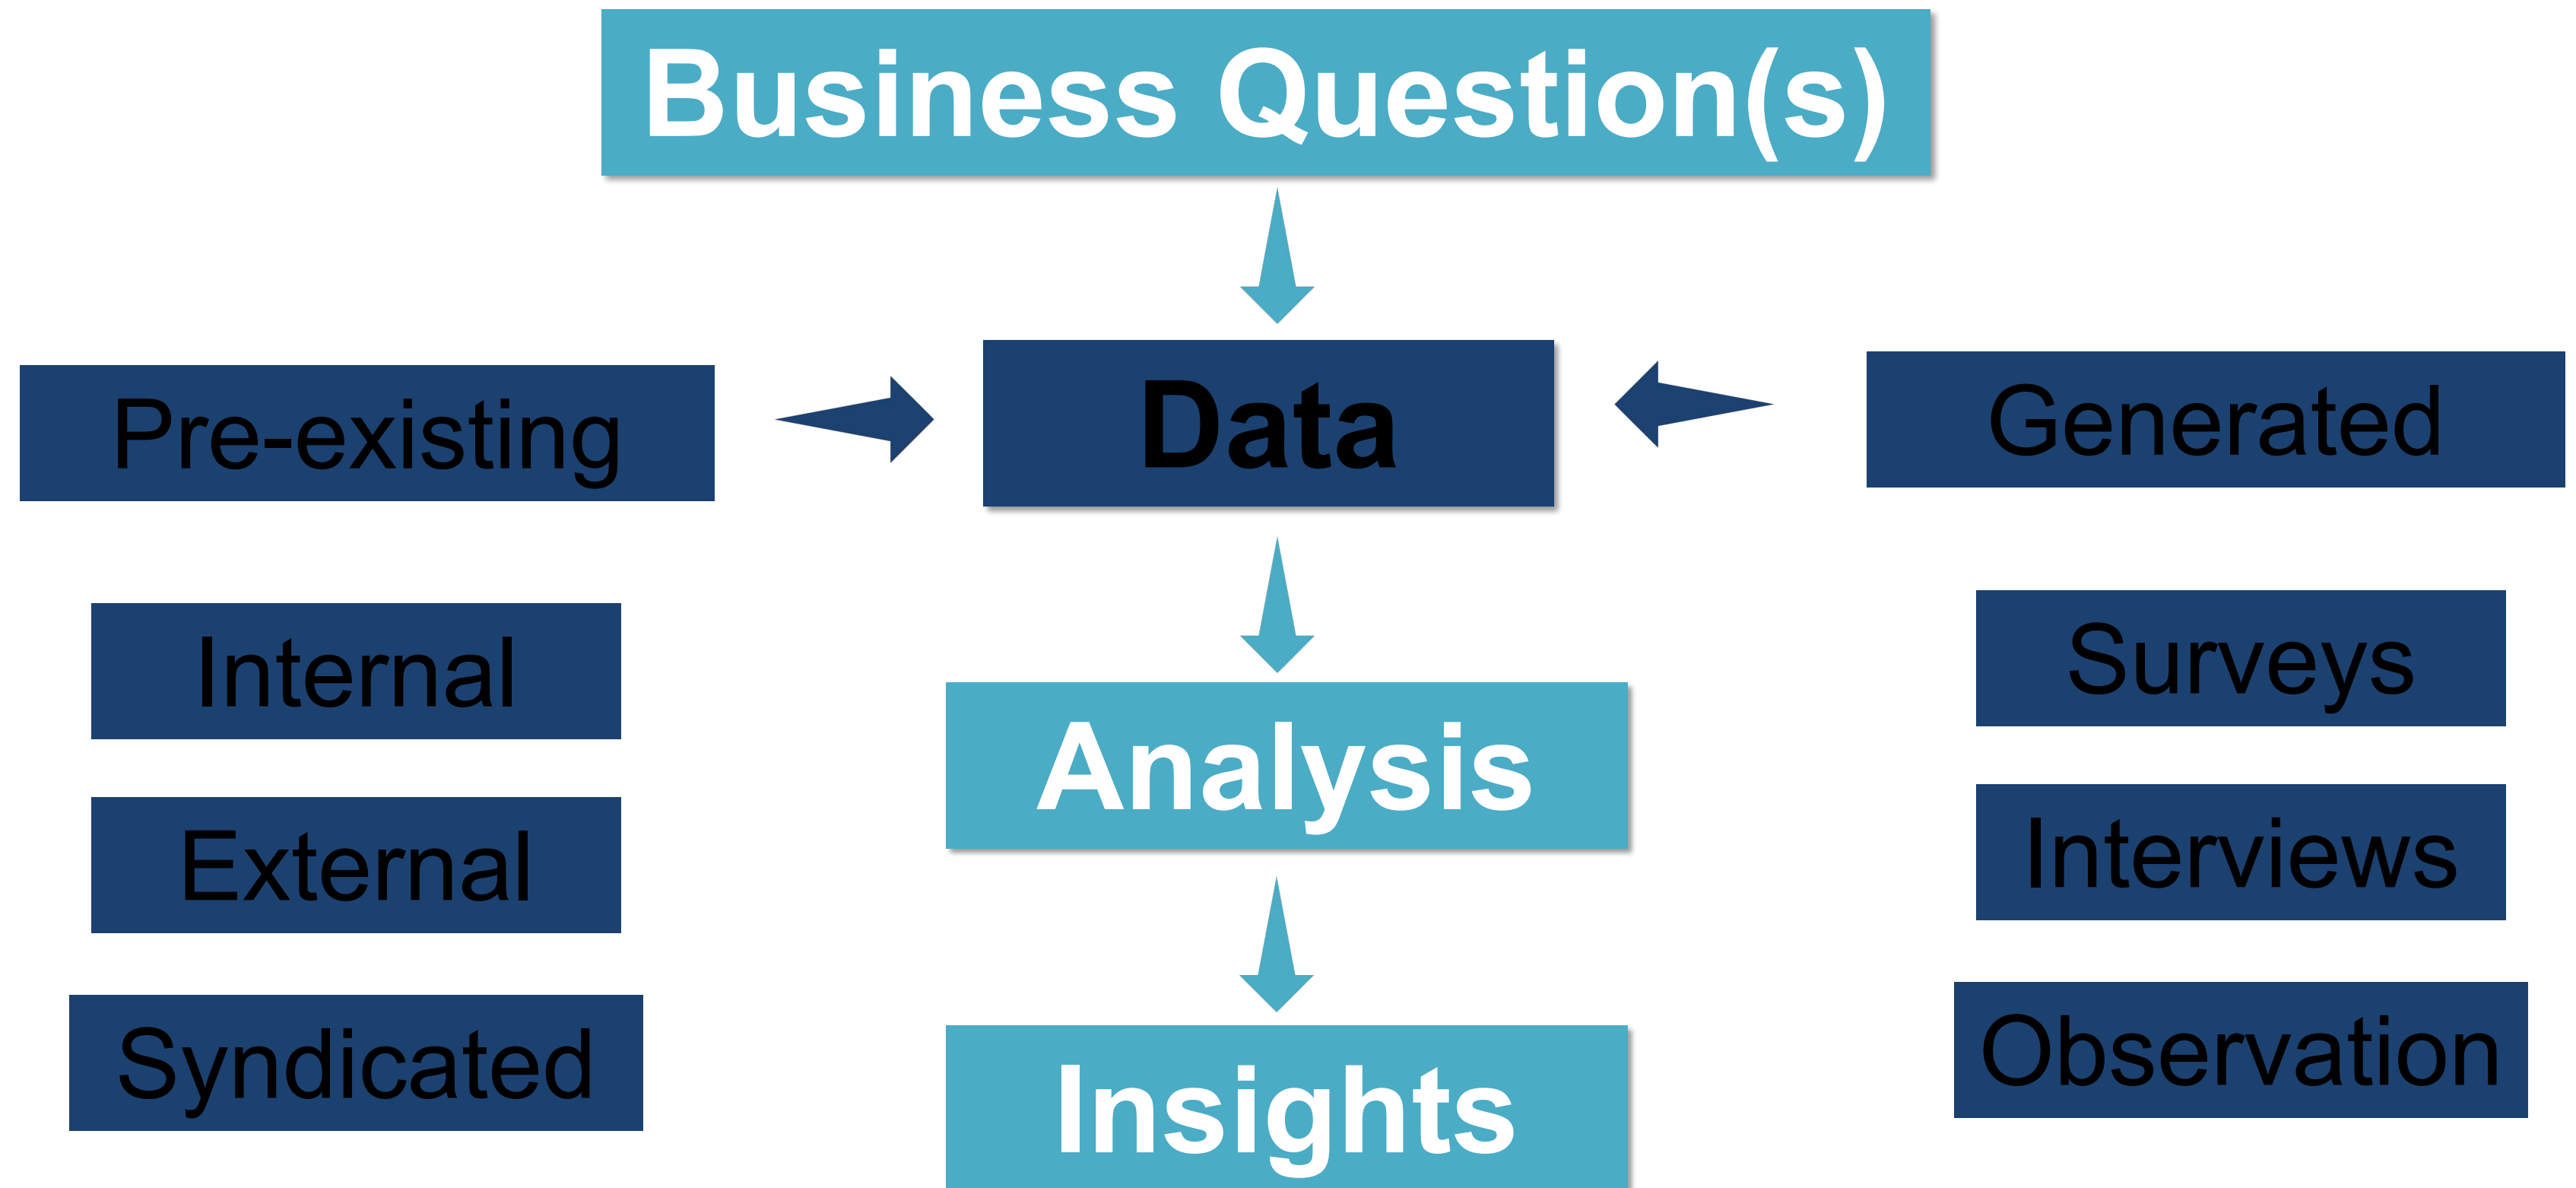 Business Question(s)
Pre-existing
Data
Generated
Internal
External
Syndicated
Analysis
Insights
Surveys
Interviews
Observation